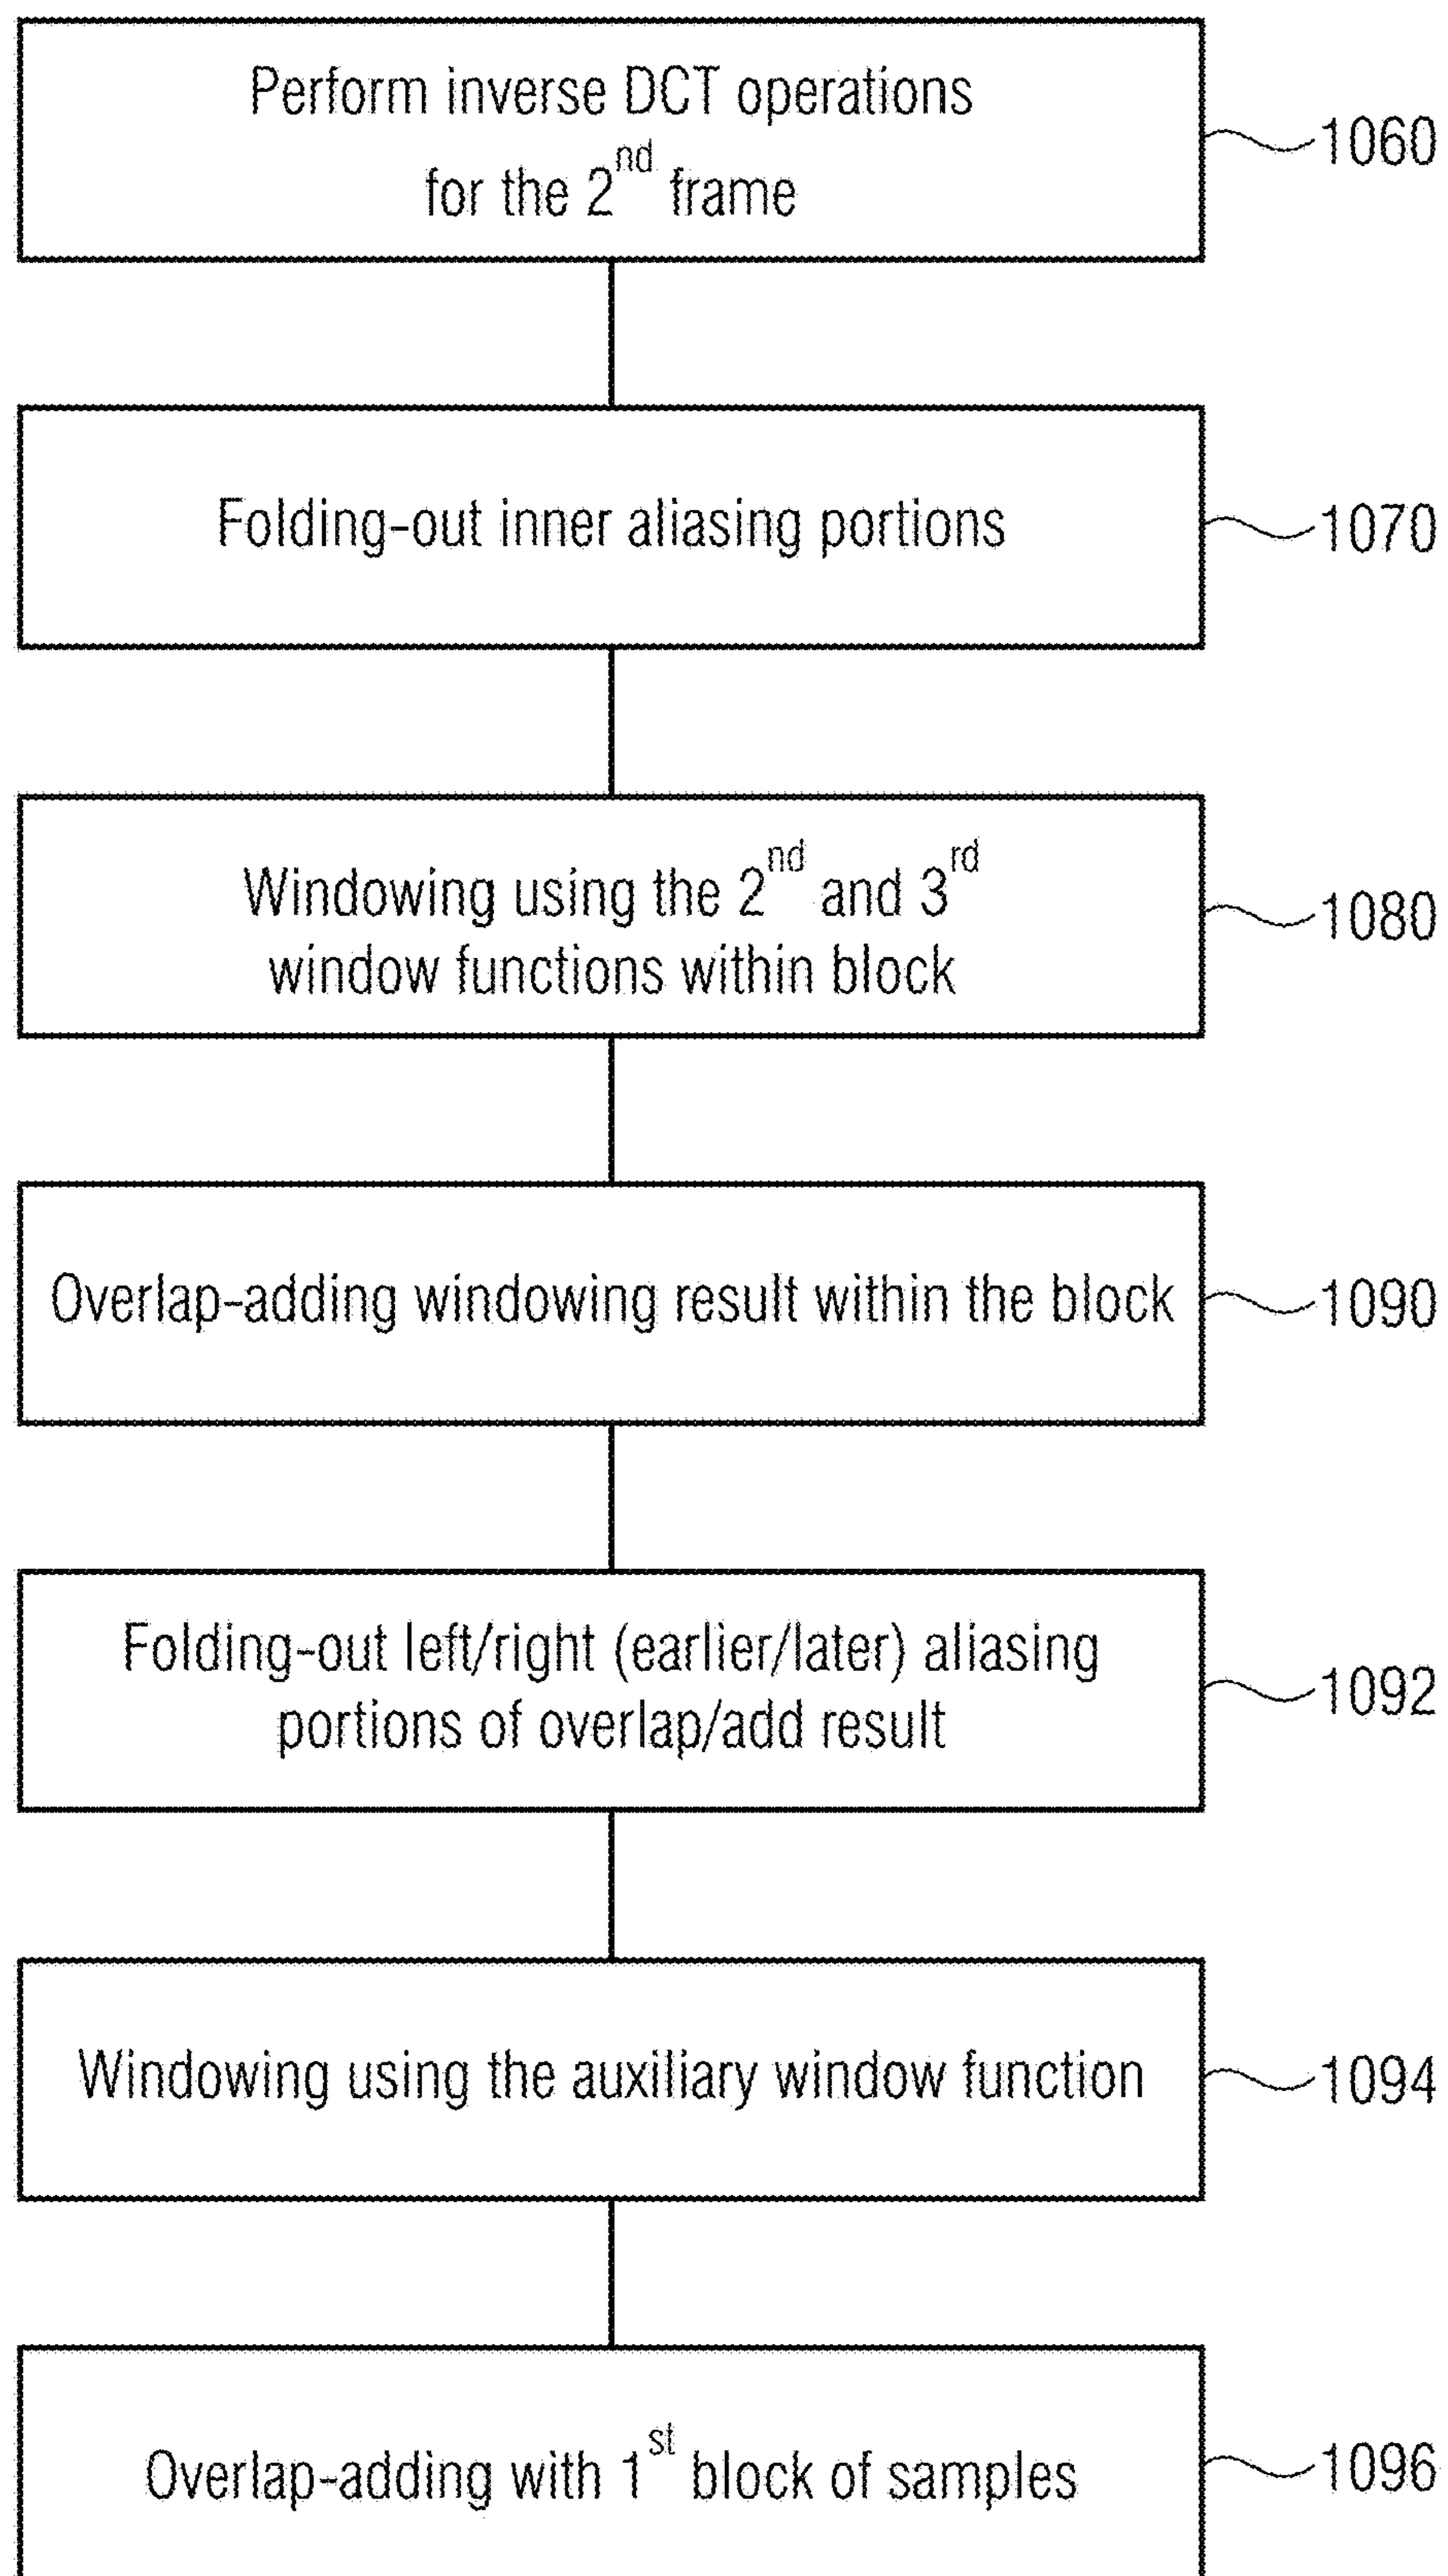 Perform inverse DCT operations
for the 2nd frame
1060
Folding-out inner aliasing portions
1070
Windowing using the 2nd and 3rd
window functions within block
1080
Overlap-adding windowing result within the block
1090
Folding-out left/right (earlier/later) aliasing
portions of overlap/add result
1092
Windowing using the auxiliary window function
1094
Overlap-adding with 1st block of samples
1096